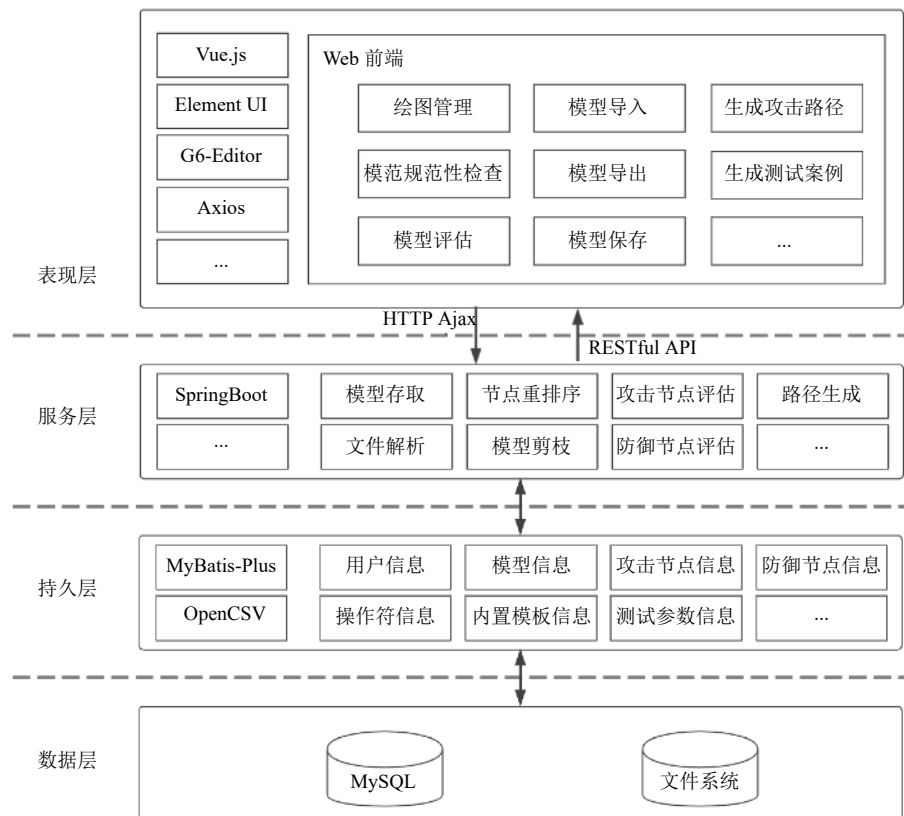 Vue.js
Element UI
G6-Editor
Axios
...
Web 前端
绘图管理
模型导入
生成攻击路径
模范规范性检查
模型导出
生成测试案例
模型评估
模型保存
...
表现层
HTTP Ajax
RESTful API
服务层
SpringBoot
模型存取
节点重排序
攻击节点评估
路径生成
...
文件解析
模型剪枝
防御节点评估
...
持久层
MyBatis-Plus
用户信息
模型信息
攻击节点信息
防御节点信息
OpenCSV
操作符信息
内置模板信息
测试参数信息
...
数据层
MySQL
文件系统